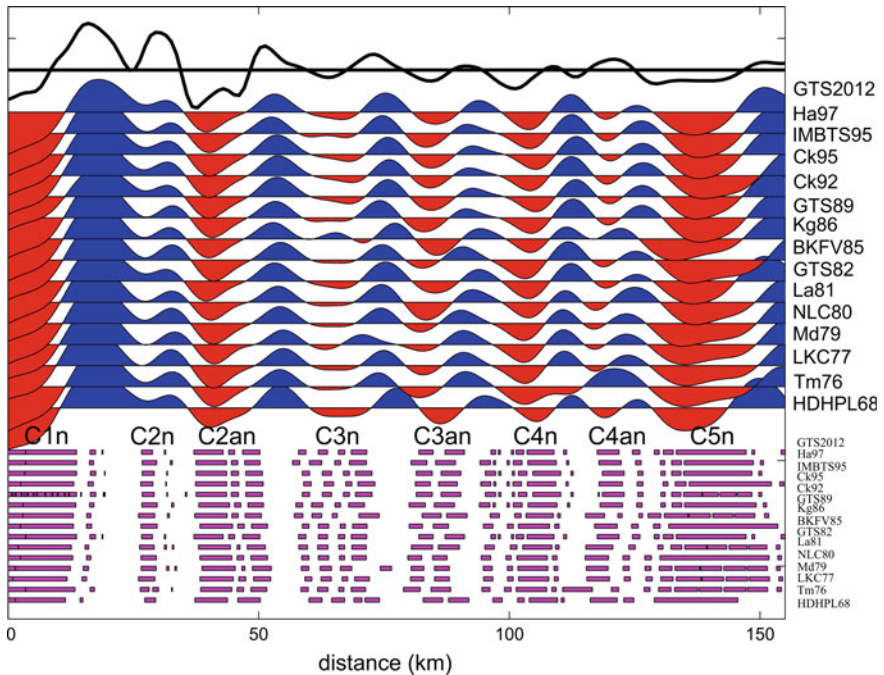 GTS2012
Ha97
IMBTS95
Ck95
Ck92
GTS89
Kg86
BKFV85
GTS82
La81
NLC80
Md79
LKC77
Tm76
HDHPL68
C1n C2n C2an C3n C3an C4n C4an C5n
GTS2012
Ha97
IMBTS95
Ck95
Ck92
GTS89
Kg86
BKFV85
GTS82
La81
NLC80
Md79
LKC77
Tm76
HDHPL68
0 50 100 150
distance (km)